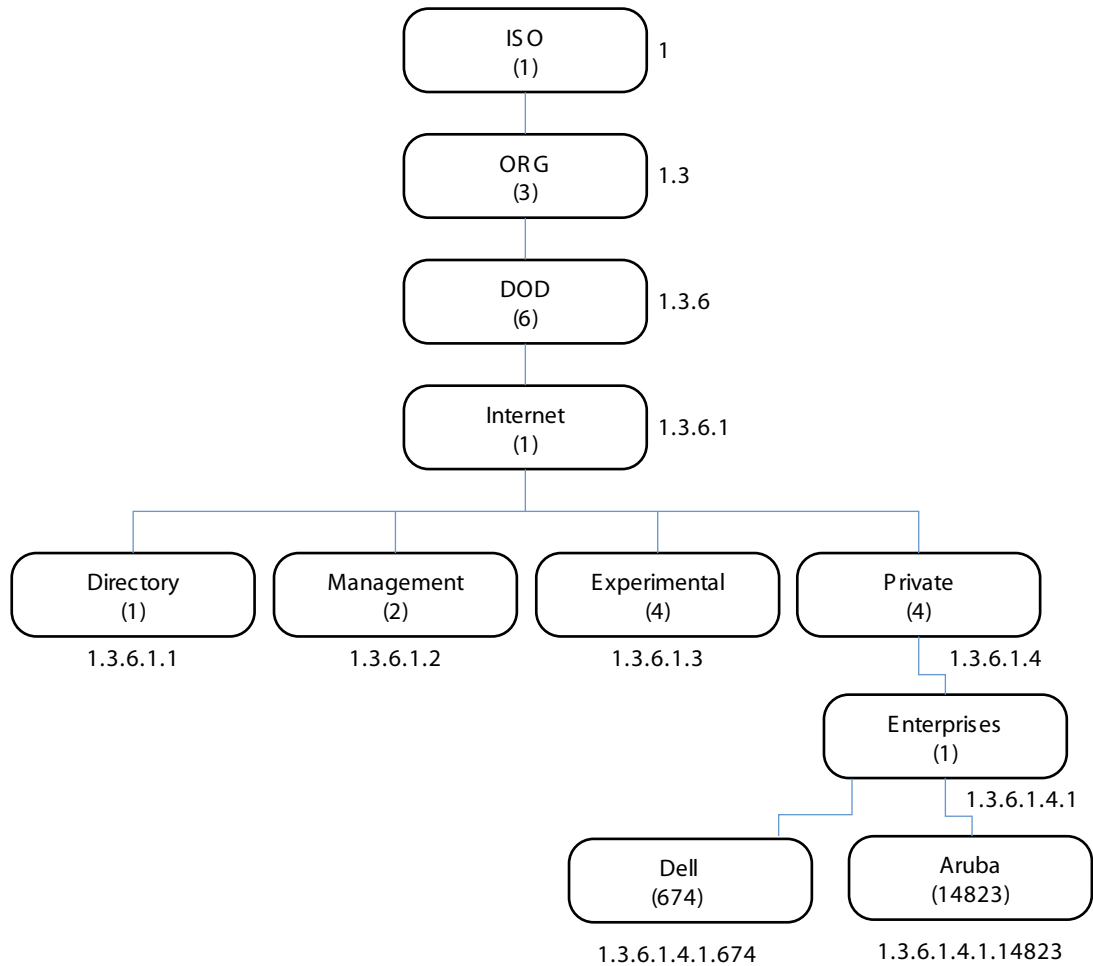 ISO
(1)
1
ORG
(3)
1.3
DOD
(6)
1.3.6
Internet
(1)
1.3.6.1
Directory
(1)
1.3.6.1.1
Management
(2)
1.3.6.1.2
Experimental
(4)
1.3.6.1.3
Private
(4)
1.3.6.1.4
Enterprises
(1)
1.3.6.1.4.1
Dell
(674)
1.3.6.1.4.1.674
Aruba
(14823)
1.3.6.1.4.1.14823